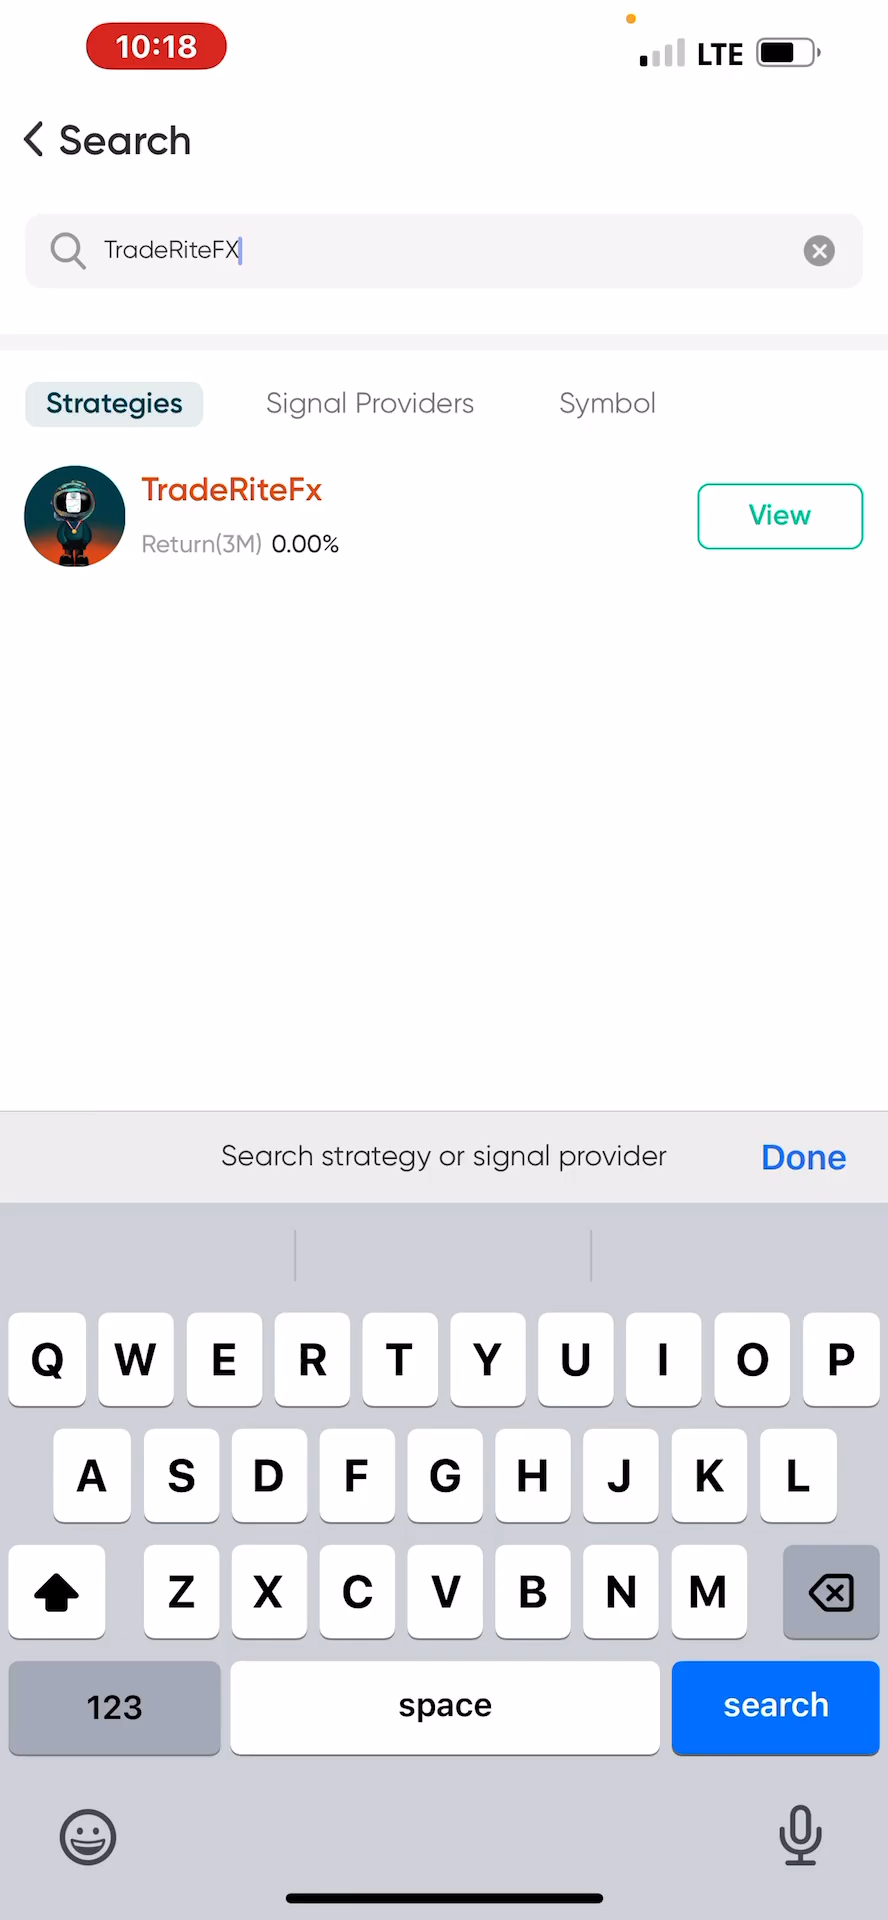 10:18
LTE
Search
TradeRiteFX
Strategies Signal Providers Symbol
TradeRiteFx
Return(3M) 0.00%
View
Search strategy or signal provider Done
Q W E R T Y U I O P
A S D F G H J K L
Z X C V B N M
123 space search